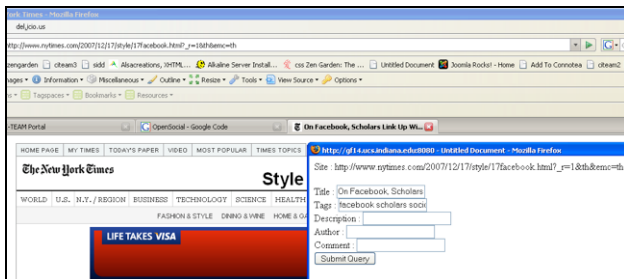 ork Times - Mozilla Firefox
del.icio.us
http://www.nytimes.com/2007/12/17/style/17facebook.html?_r=1&th&emc=th
zengarden citeam3 sidd Alsacreations, XHTML... Alkaline Server Install... css Zen Garden: The ... Untitled Document Joomla Rocks! - Home Add To Connotea citeam2
mages Information Miscellaneous Outline Resize Tools View Source Options
Tagspaces Bookmarks Resources
-TEAM Portal OpenSocial - Google Code On Facebook, Scholars Link Up Wi...
HOME PAGE MY TIMES TODAY'S PAPER VIDEO MOST POPULAR TIMES TOPICS
The New York Times
Style
WORLD U.S. N.Y. / REGION BUSINESS TECHNOLOGY SCIENCE HEALTH
FASHION & STYLE DINING & WINE HOME & GA
LIFE TAKES VISA
http://gf14.ucs.indiana.edu:8080 - Untitled Document - Mozilla Firefox
Site : http://www.nytimes.com/2007/12/17/style/17facebook.html?_r=1&th&emc=th
Title : On Facebook, Scholars
Tags : facebook scholars soci
Description :
Author :
Comment :
Submit Query